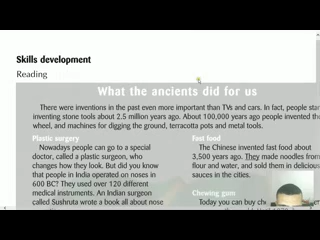 Skills development
Reading
What the ancients did for us
There were inventions in the past even more important than TVs and cars. In fact, people star
inventing stone tools about 2.5 million years ago. About 100,000 years ago people invented the
wheel, and machines for digging the ground, terracotta pots and metal tools.
Plastic surgery
Nowadays people can go to a special
doctor, called a plastic surgeon, who
changes how they look. But did you know
that people in India operated on noses in
600 BC? They used over 120 different
medical instruments. An Indian surgeon
called Sushruta wrote a book all about nose
Fast food
The Chinese invented fast food about
3,500 years ago. They made noodles from
flour and water, and sold them in delicious
sauces in the cities.
Chewing gum
Today you can buy che